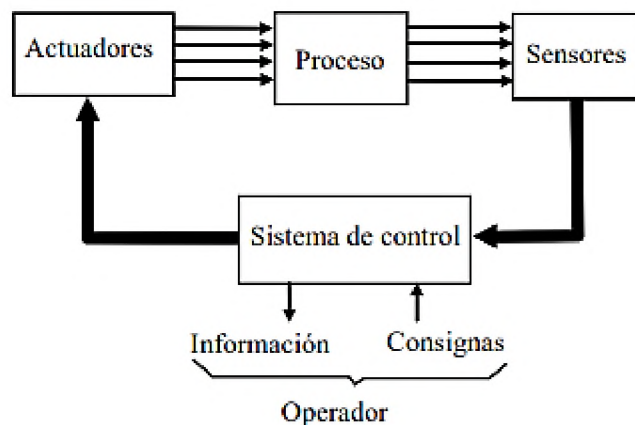 Actuadores
Proceso
Sensores
Sistema de control
Información
Consignas
Operador